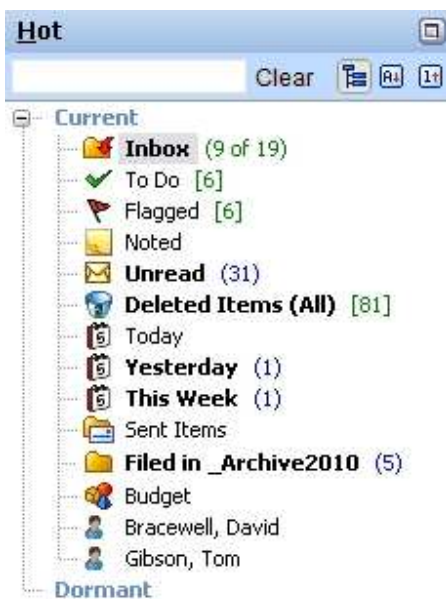 Hot
Clear
Current
Inbox (9 of 19)
To Do [6]
Flagged [6]
Noted
Unread (31)
Deleted Items (All) [81]
Today
Yesterday (1)
This Week (1)
Sent Items
Filed in _Archive2010 (5)
Budget
Bracewell, David
Gibson, Tom
Dormant